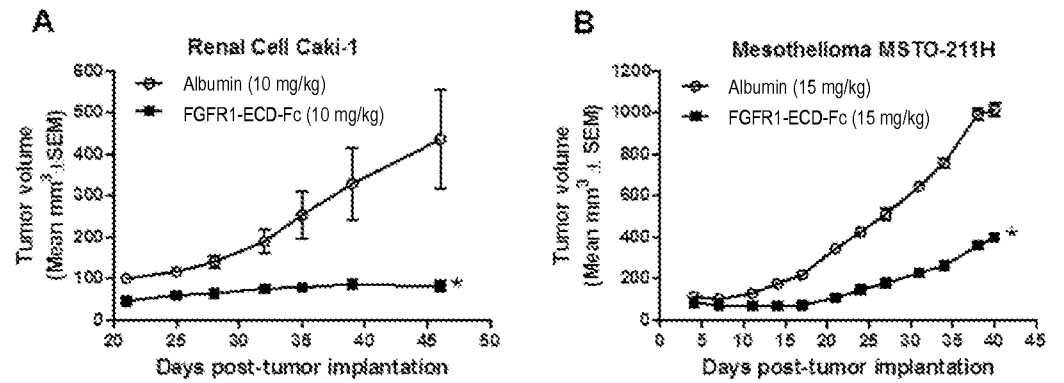 A
Renal Cell Caki-1
Albumin (10 mg/kg)
FGFR1-ECD-Fc (10 mg/kg)
Tumor volume
(Mean mm³ ±SEM)
600
500
400
300
200
100
0
20 25 30 35 40 45 50
Days post-tumor implantation
*
B
Mesothelioma MSTO-211H
Albumin (15 mg/kg)
FGFR1-ECD-Fc (15 mg/kg)
Tumor volume
(Mean mm³ ± SEM)
1200
1000
800
600
400
200
0
0 5 10 15 20 25 30 35 40 45
Days post-tumor implantation
*